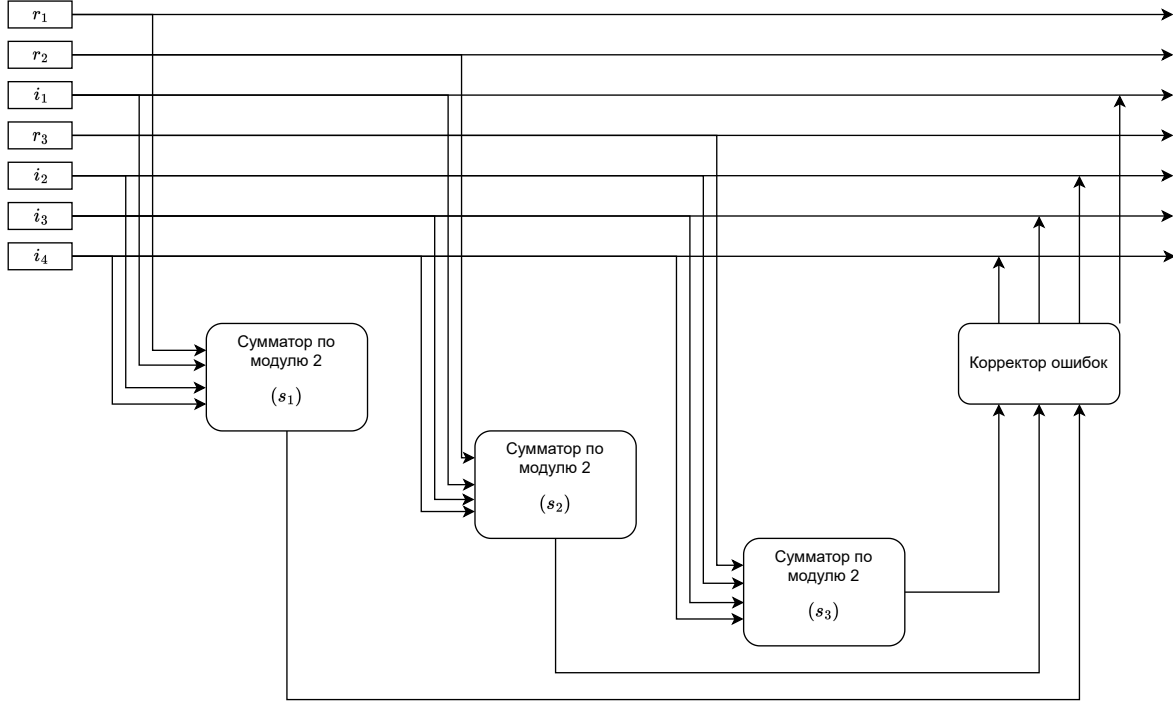 r₁
r₂
i₁
r₃
i₂
i₃
i₄
Сумматор по
модулю 2
(s₁)
Корректор ошибок
Сумматор по
модулю 2
(s₂)
Сумматор по
модулю 2
(s₃)